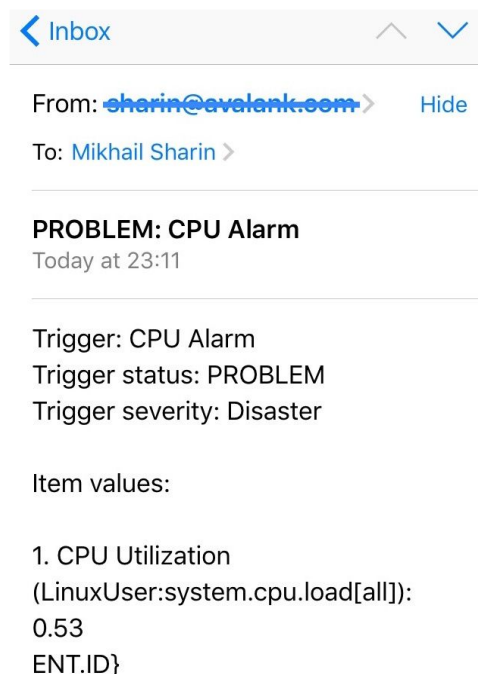 Inbox
From: sharin@avalank.com Hide
To: Mikhail Sharin
PROBLEM: CPU Alarm
Today at 23:11
Trigger: CPU Alarm
Trigger status: PROBLEM
Trigger severity: Disaster
Item values:
1. CPU Utilization
(LinuxUser:system.cpu.load[all]):
0.53
ENT.ID}